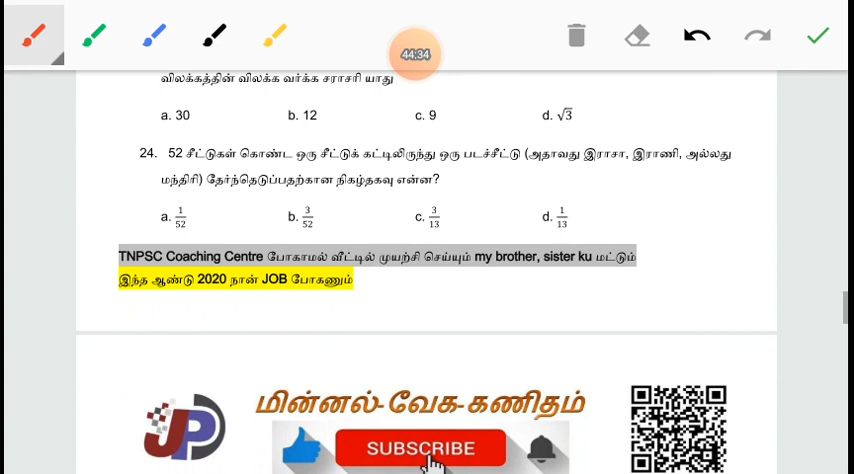 44:34
விலக்கத்தின் விலக்க வர்க்க சராசரி யாது
a. 30 b. 12 c. 9 d. √3
24. 52 சீட்டுகள் கொண்ட ஒரு சீட்டுக் கட்டிலிருந்து ஒரு படச்சீட்டு (அதாவது இராசா, இராணி, அல்லது
மந்திரி) தேர்ந்தெடுப்பதற்கான நிகழ்தகவு என்ன?
a. 1/52 b. 3/52 c. 3/13 d. 1/13
TNPSC Coaching Centre போகாமல் வீட்டில் முயற்சி செய்யும் my brother, sister ku மட்டும்
இந்த ஆண்டு 2020 நான் JOB போகணும்
JP
மின்னல்-வேக-கணிதம்
SUBSCRIBE